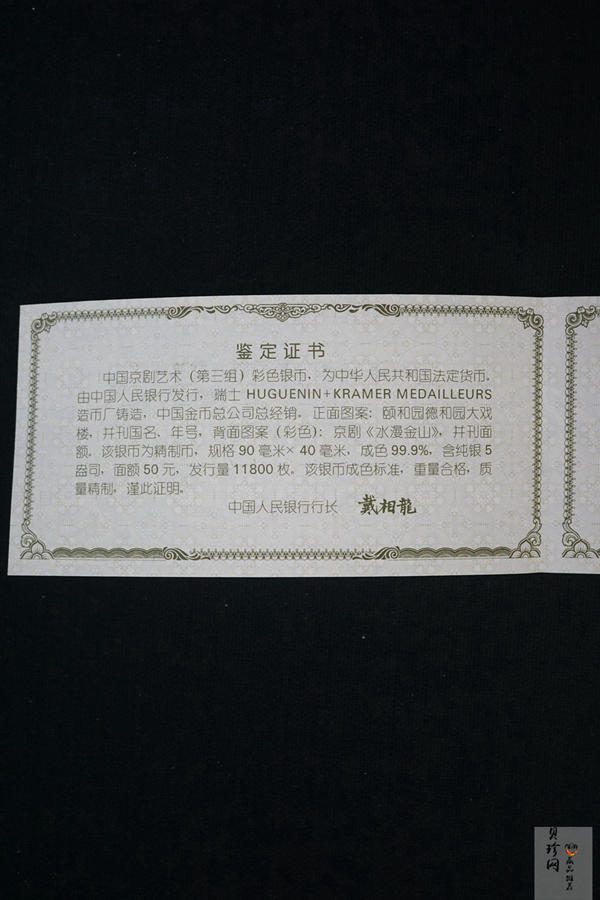 鉴定证书
中国京剧艺术（第三组）彩色银币，为中华人民共和国法定货币，
由中国人民银行发行，瑞士 HUGUENIN+KRAMER MEDAILLEURS
造币厂铸造，中国金币总公司总经销。正面图案：颐和园德和园大戏
楼，并刊国名、年号，背面图案（彩色）：京剧《水漫金山》，并刊面
额。该银币为精制币，规格 90 毫米× 40 毫米，成色 99.9%，含纯银 5
盎司，面额 50 元，发行量 11800 枚。该银币成色标准，重量合格，质
量精制，谨此证明。
中国人民银行行长 戴相龍
贝珍网